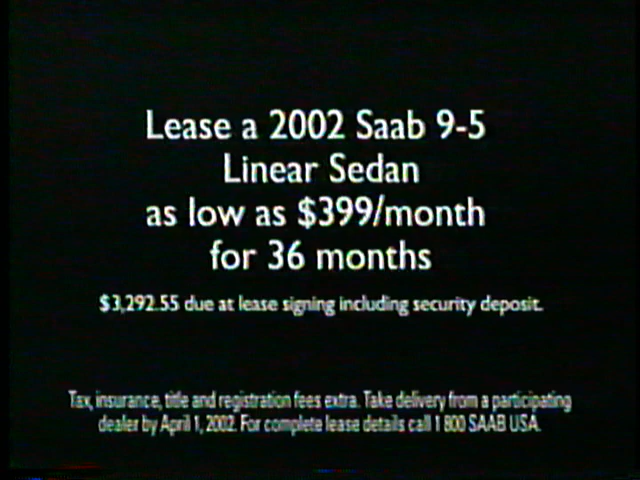 Lease a 2002 Saab 9-5
Linear Sedan
as low as $399/month
for 36 months
$3,292.55 due at lease signing including security deposit.
Tax, insurance, title and registration fees extra. Take delivery from a participating
dealer by April 1, 2002. For complete lease details call 1 800 SAAB USA.